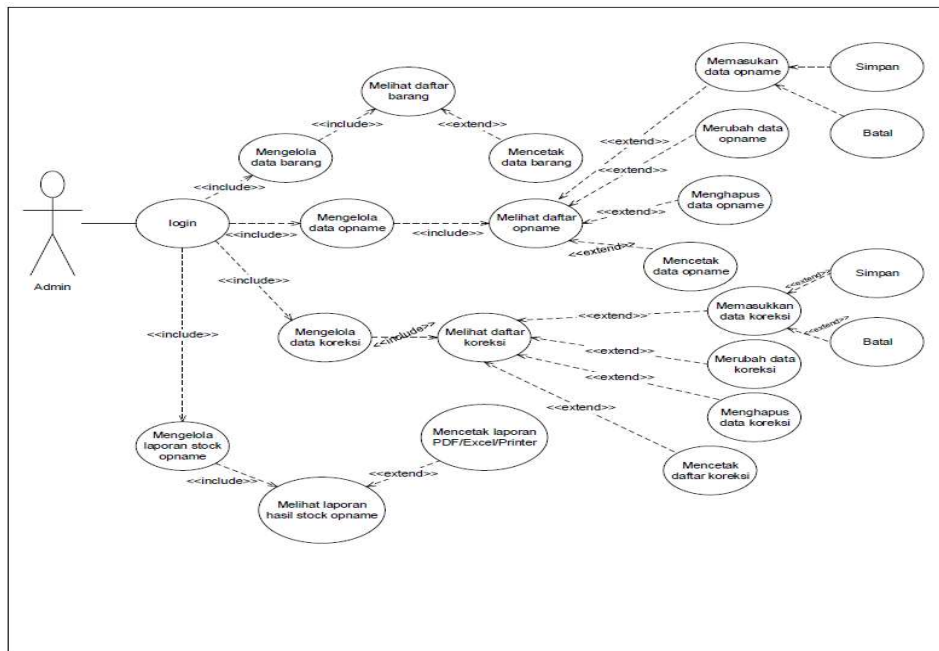 Memasukan
data opname
Simpan
Melihat daftar
barang
<<include>>
<<extend>>
Merubah data
opname
Batal
<<extend>>
Mengelola
data barang
Mencetak
data barang
<<extend>>
<<include>>
Menghapus
data opname
login
<<include>>
Mengelola
data opname
<<include>>
Melihat daftar
opname
<<extend>>
<<extend>>
Mencetak
data opname
Admin
<<include>>
Simpan
<<extend>>
Memasukkan
data koreksi
<<include>>
Mengelola
data koreksi
<<include>>
Melihat daftar
koreksi
<<extend>>
<<extend>>
Batal
<<extend>>
Merubah data
koreksi
<<extend>>
<<extend>>
Menghapus
data koreksi
Mengelola
laporan stock
opname
Mencetak laporan
PDF/Excel/Printer
Mencetak
daftar koreksi
<<include>>
<<extend>>
Melihat laporan
hasil stock opname